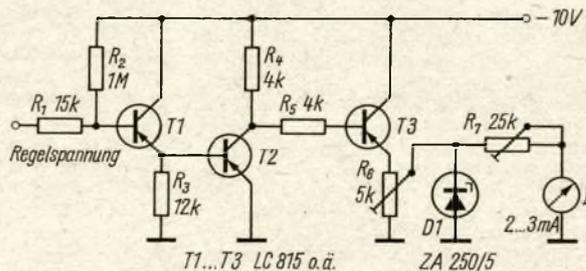 −10V
R2
1M
R4
4k
R1 15k
T1
R5 4k
T3
R7 25k
Regelspannung
T2
R3
12k
R6
5k
D1
2...3mA
T1...T3 LC 815 o.ä.
ZA 250/5